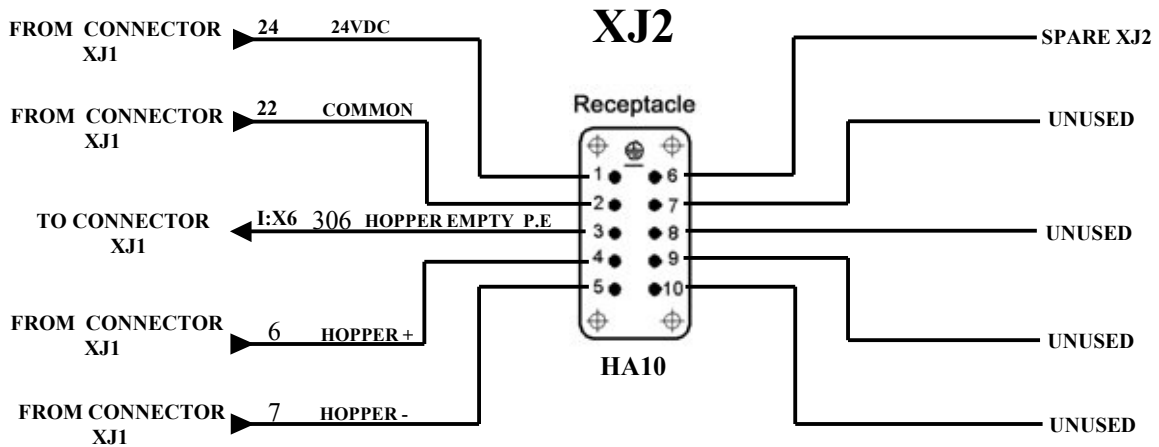 XJ2
FROM CONNECTOR
XJ1
24 24VDC
FROM CONNECTOR
XJ1
22 COMMON
TO CONNECTOR
XJ1
I:X6 306 HOPPER EMPTY P.E
FROM CONNECTOR
XJ1
6 HOPPER +
FROM CONNECTOR
XJ1
7 HOPPER -
Receptacle
1 6
2 7
3 8
4 9
5 10
HA10
SPARE XJ2
UNUSED
UNUSED
UNUSED
UNUSED